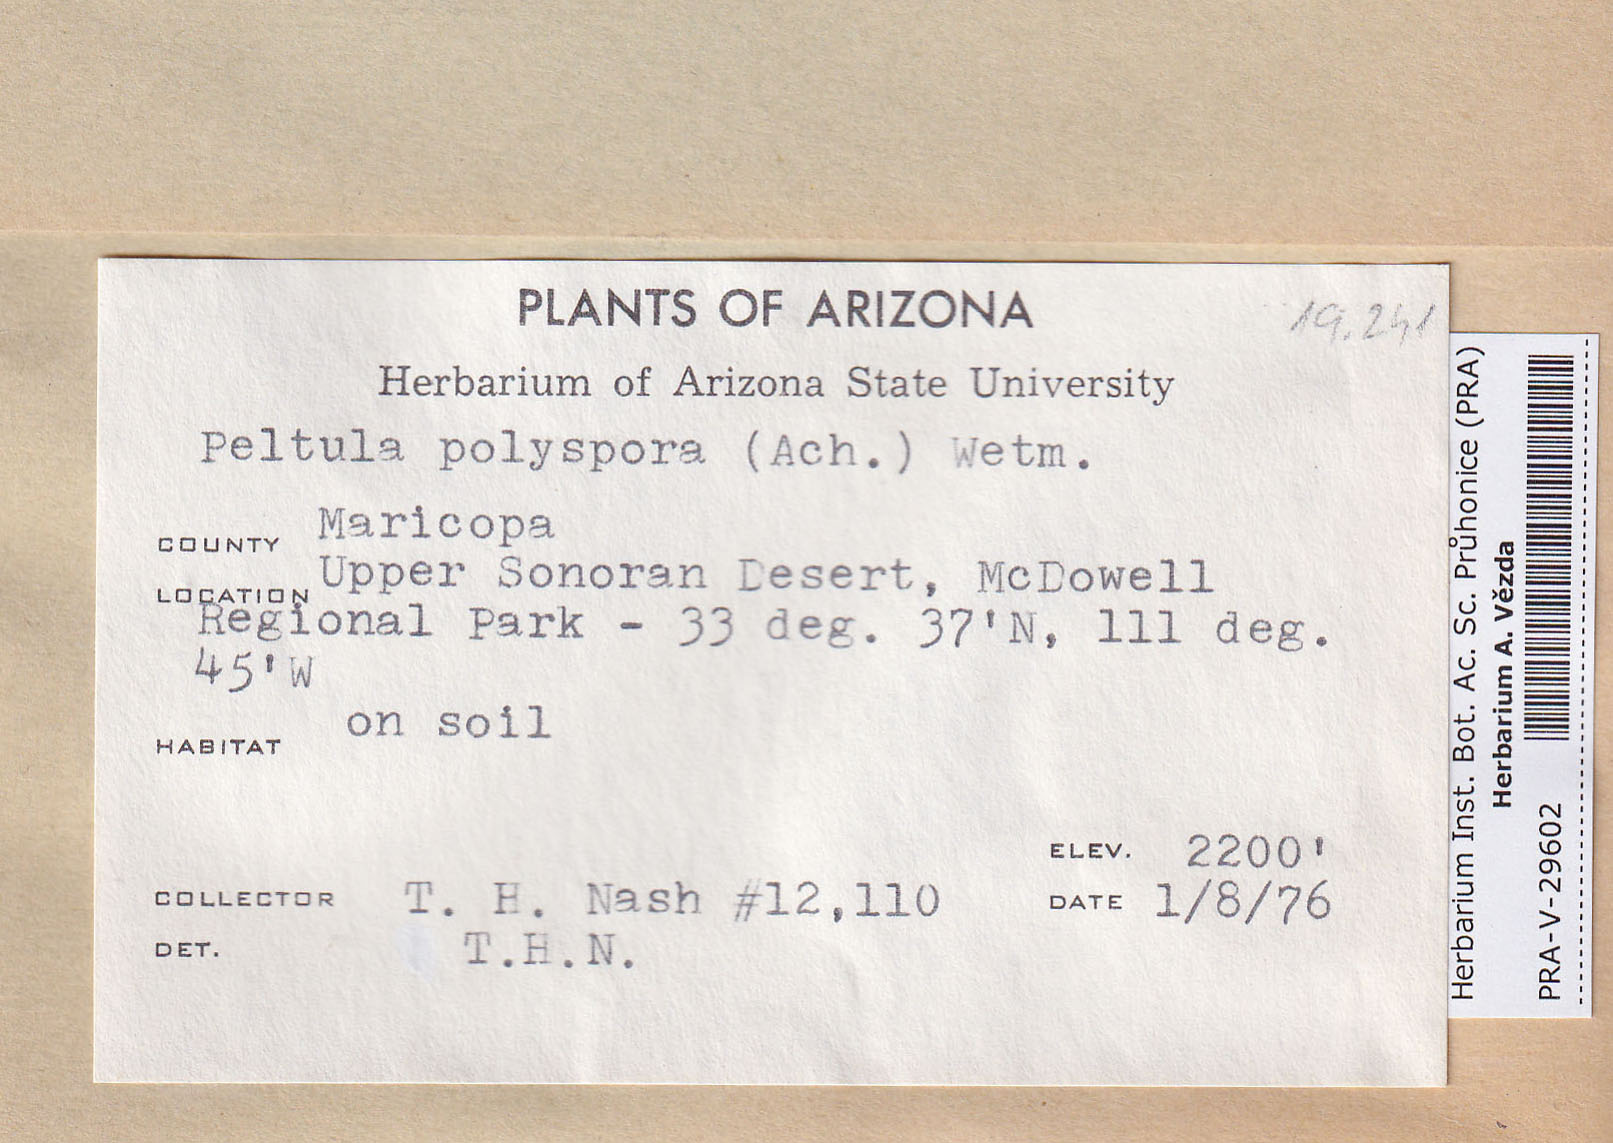 PLANTS OF ARIZONA
19.241
Herbarium of Arizona State University
Peltula polyspora (Ach.) Wetm.
COUNTY Maricopa
LOCATION Upper Sonoran Desert, McDowell
Regional Park - 33 deg. 37'N, 111 deg.
45'W
HABITAT on soil
ELEV. 2200'
COLLECTOR T. H. Nash #12,110
DATE 1/8/76
DET. T.H.N.
Herbarium Inst. Bot. Ac. Sc. Průhonice (PRA)
Herbarium A. Vězda
PRA-V-29602